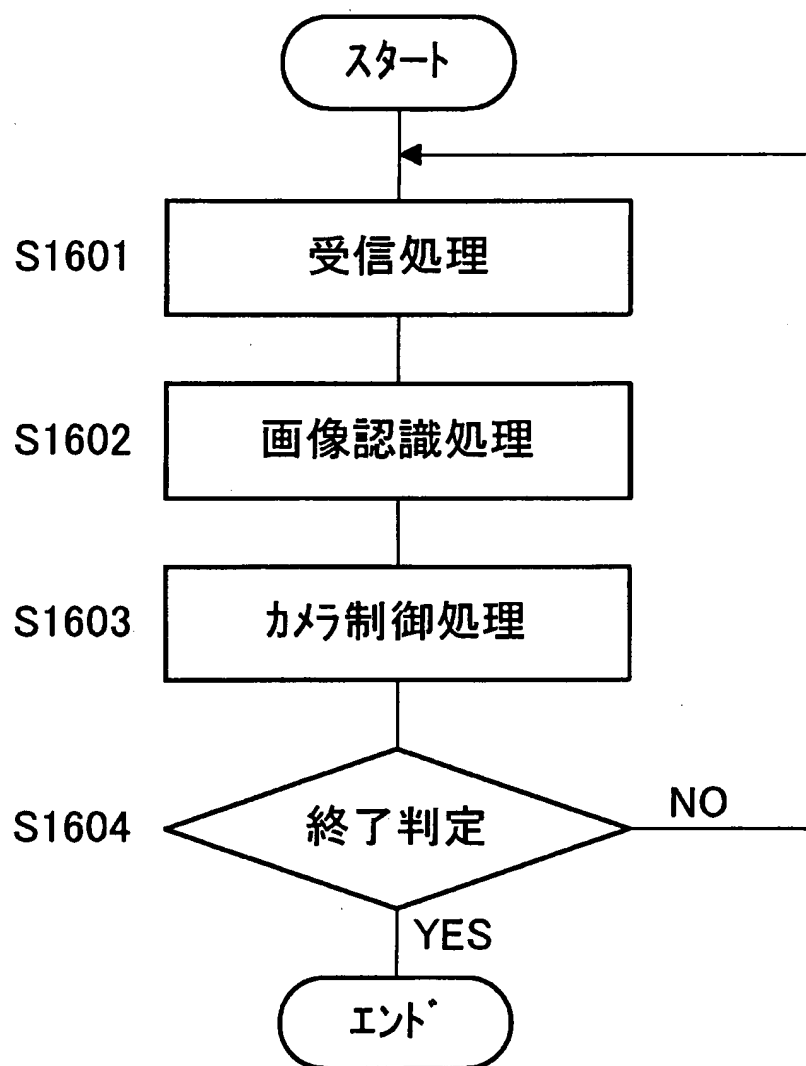 スタート
S1601 受信処理
S1602 画像認識処理
S1603 カメラ制御処理
S1604 終了判定 NO
YES
エンド